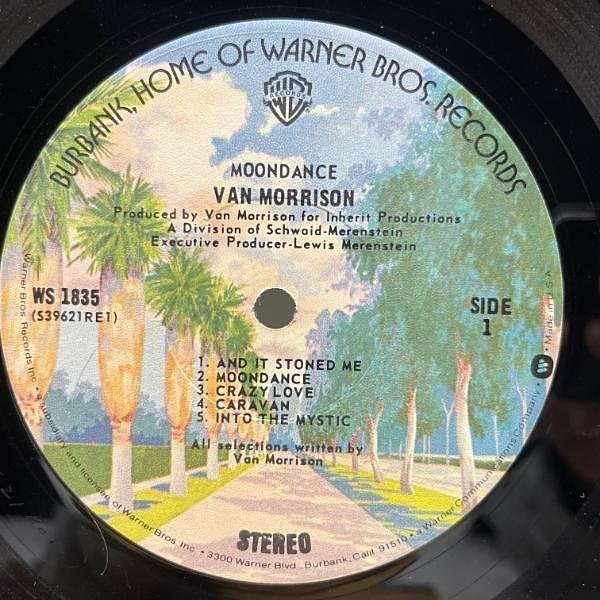 BURBANK, HOME OF WARNER BROS. RECORDS
WB
RECORDS
MOONDANCE
VAN MORRISON
Produced by Van Morrison for Inherit Productions
A Division of Schwaid-Merenstein
Executive Producer-Lewis Merenstein
WS 1835
(S39621RE1)
SIDE
1
1. AND IT STONED ME
2. MOONDANCE
3. CRAZY LOVE
4. CARAVAN
5. INTO THE MYSTIC
All selections written by
Van Morrison
STEREO
Warner Bros. Records Inc. • a subsidiary and licensee of Warner Bros. Inc. • 3300 Warner Blvd., Burbank, Calif. 91510 • a Warner Communications Company • Made in U.S.A.